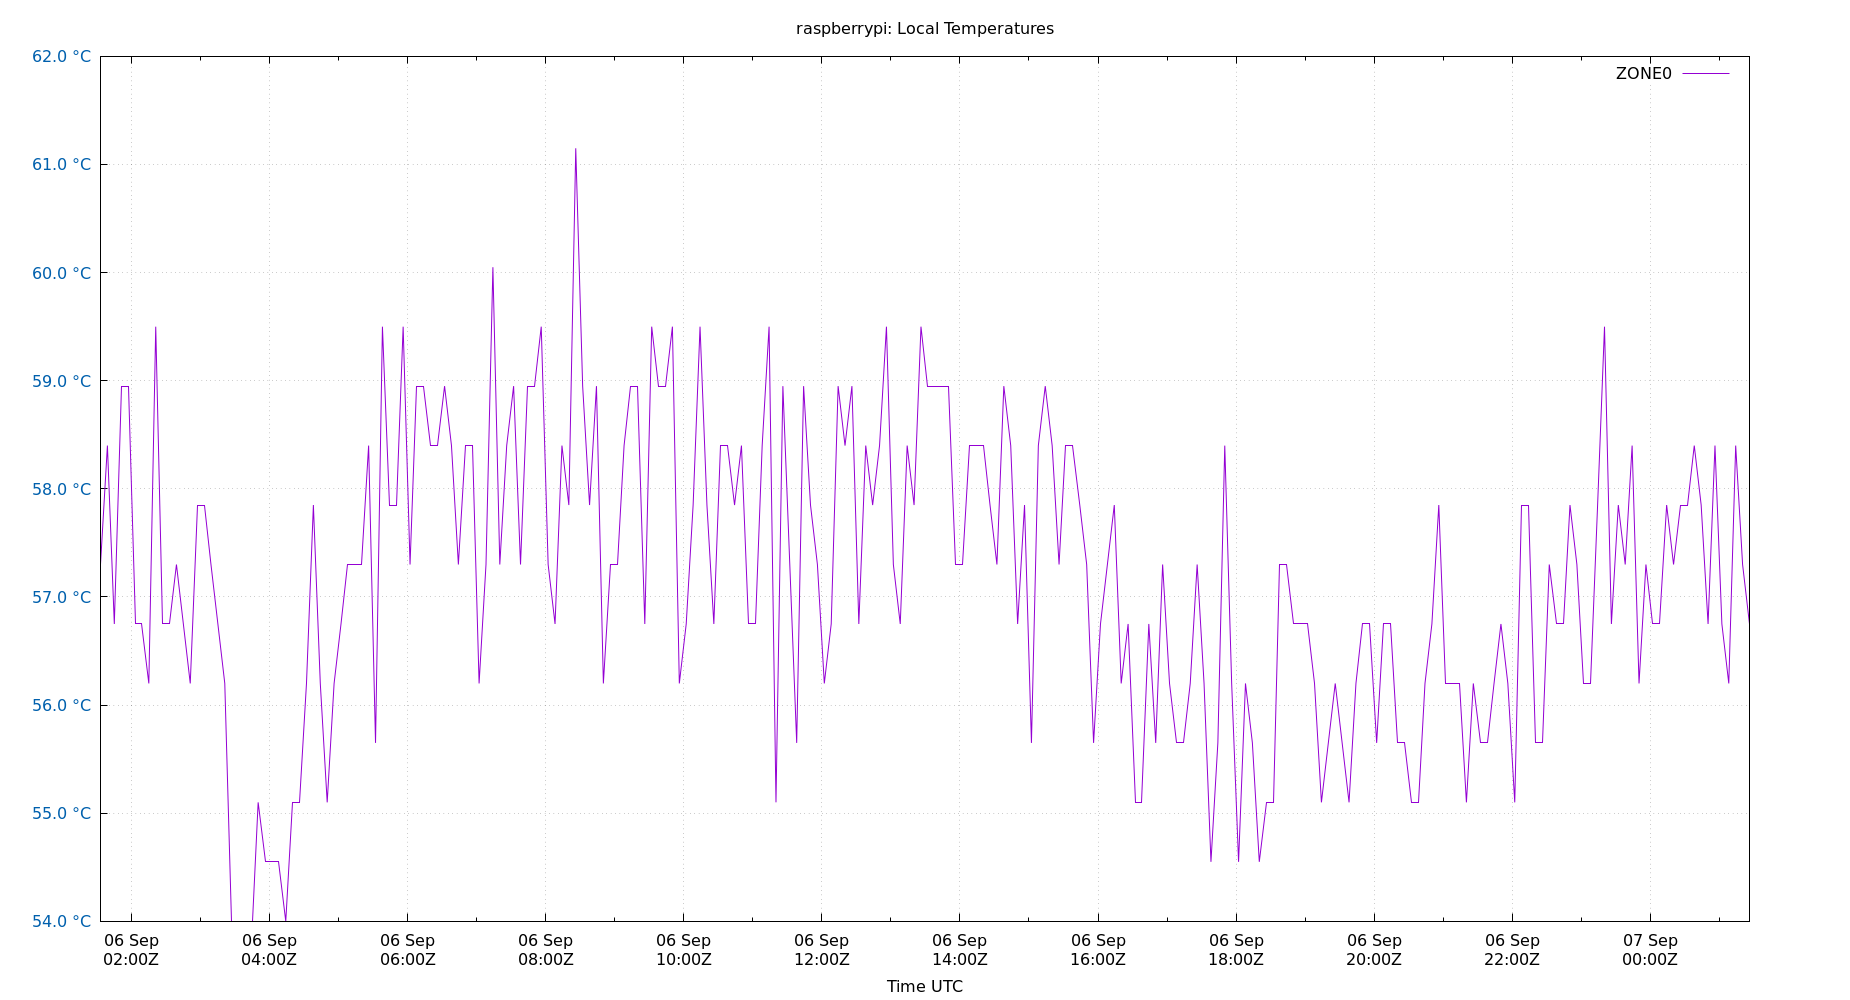 raspberrypi: Local Temperatures
62.0 °C
ZONE0
61.0 °C
60.0 °C
59.0 °C
58.0 °C
57.0 °C
56.0 °C
55.0 °C
54.0 °C
06 Sep 06 Sep 06 Sep 06 Sep 06 Sep 06 Sep 06 Sep 06 Sep 06 Sep 06 Sep 06 Sep 07 Sep
02:00Z 04:00Z 06:00Z 08:00Z 10:00Z 12:00Z 14:00Z 16:00Z 18:00Z 20:00Z 22:00Z 00:00Z
Time UTC